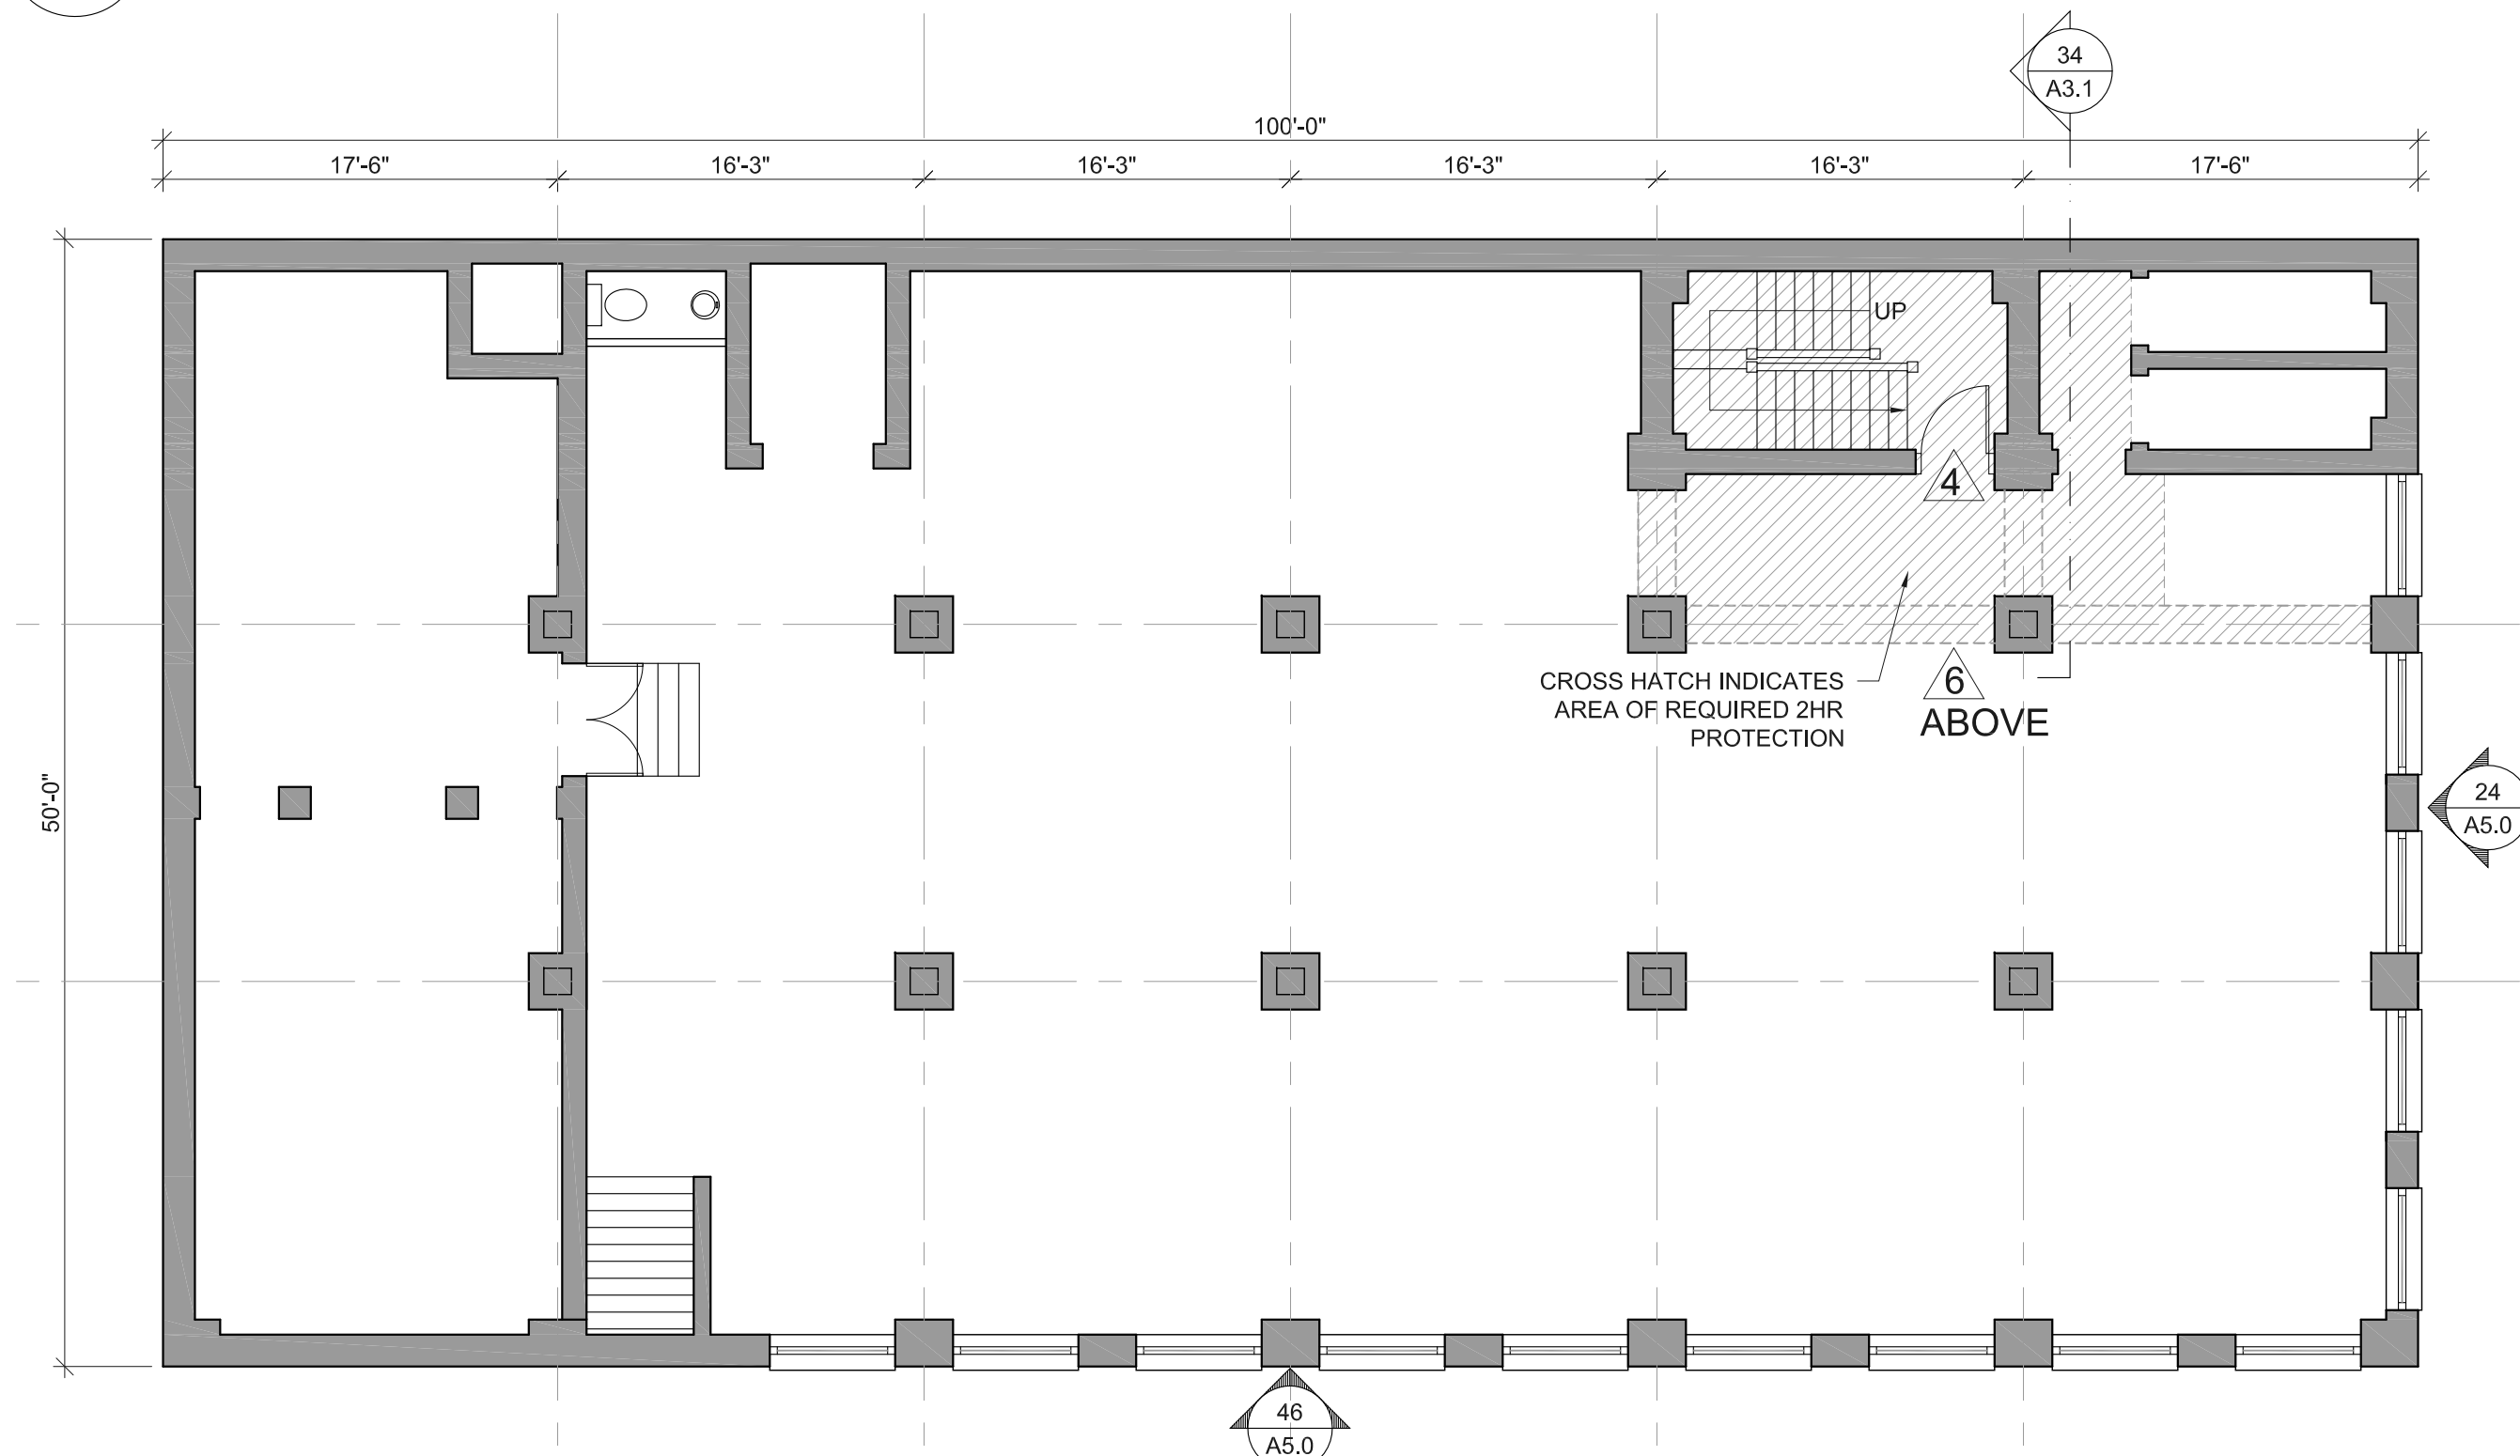 34
A3.1
100'-0"
17'-6"
16'-3"
16'-3"
16'-3"
16'-3"
17'-6"
UP
4
CROSS HATCH INDICATES
AREA OF REQUIRED 2HR
PROTECTION
6
ABOVE
50'-0"
24
A5.0
46
A5.0